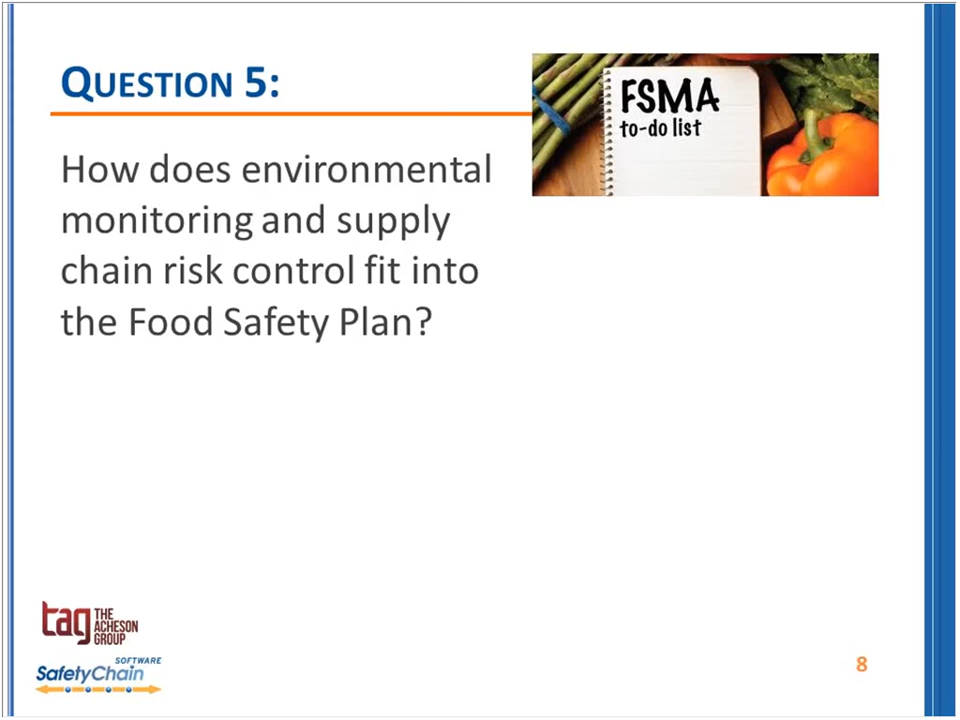 QUESTION 5:
FSMA
to-do list
How does environmental
monitoring and supply
chain risk control fit into
the Food Safety Plan?
tag THE
ACHESON
GROUP
SOFTWARE
SafetyChain
8